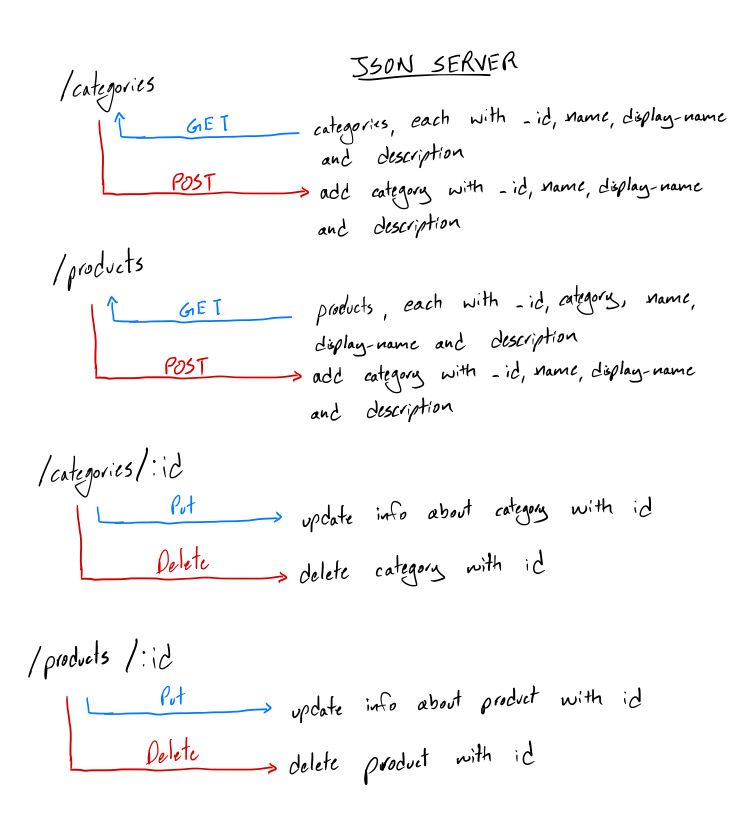 JSON SERVER
/categories
GET
categories, each with _id, name, display-name
and description
POST
add category with _id, name, display-name
and description
/products
GET
products, each with _id, category, name,
display-name and description
POST
add category with _id, name, display-name
and description
/categories/:id
Put
update info about category with id
Delete
delete category with id
/products /:id
Put
update info about product with id
Delete
delete product with id